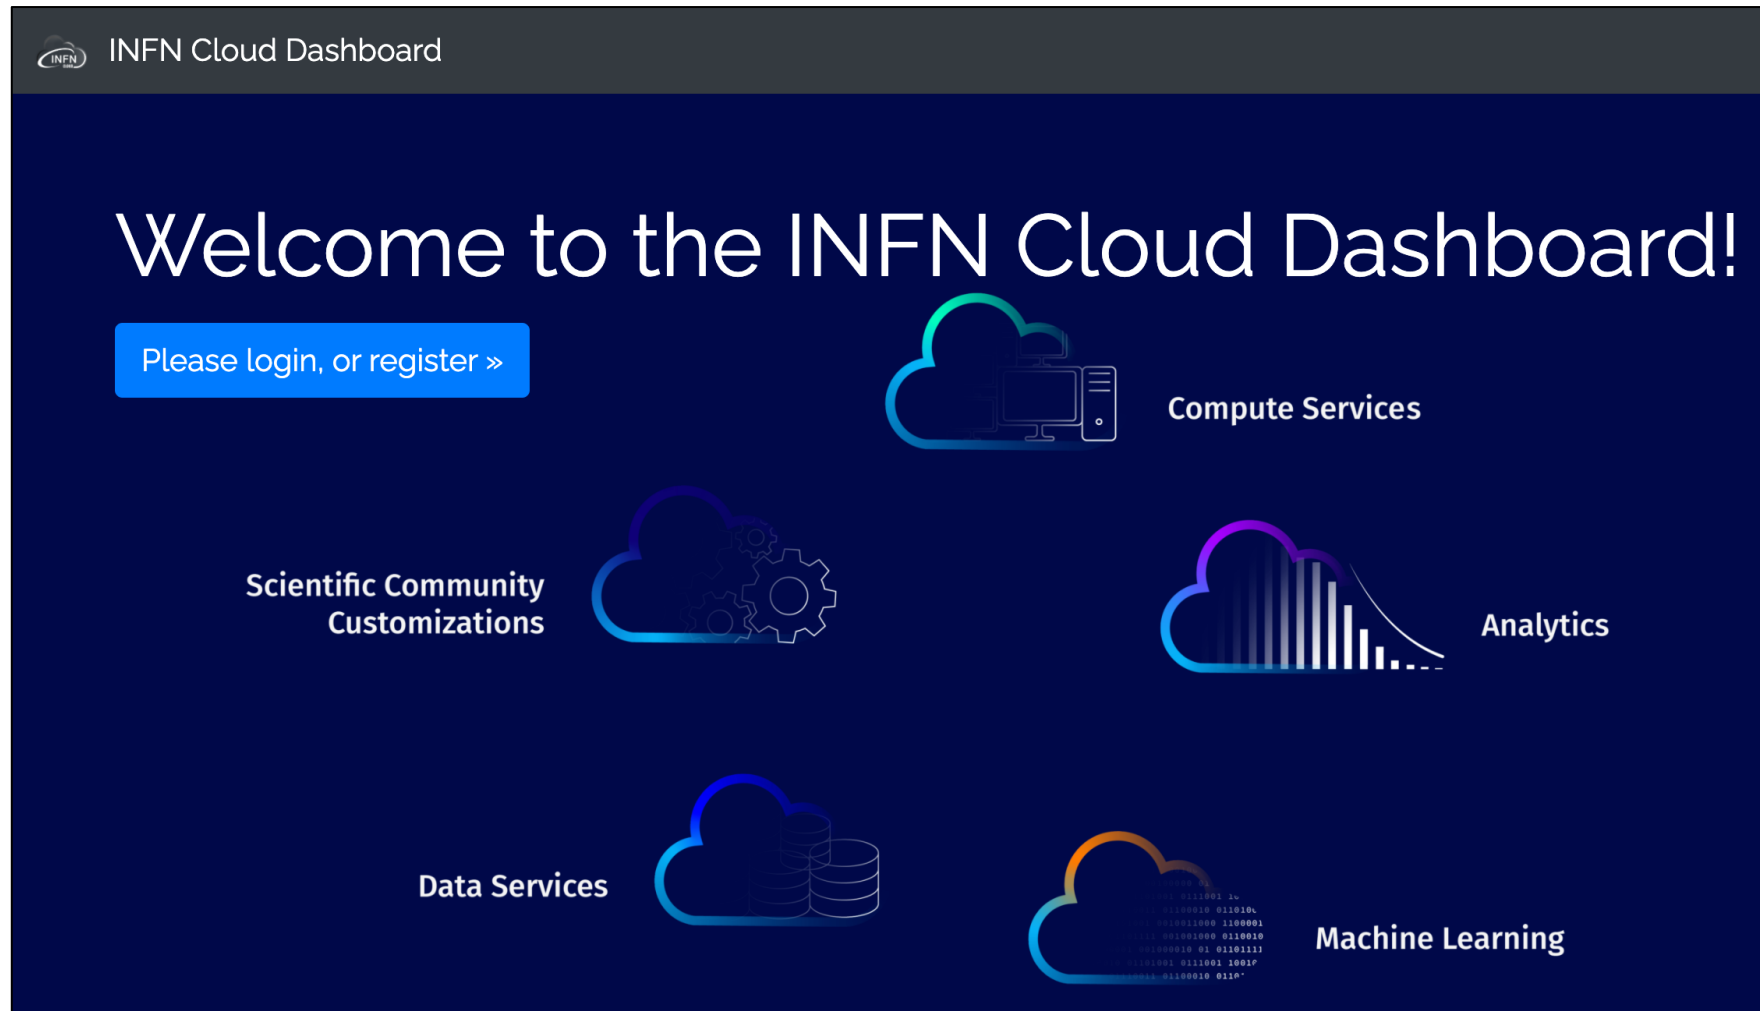 INFN
INFN Cloud Dashboard
Welcome to the INFN Cloud Dashboard!
Please login, or register »
Compute Services
Scientific Community
Customizations
Analytics
Data Services
Machine Learning